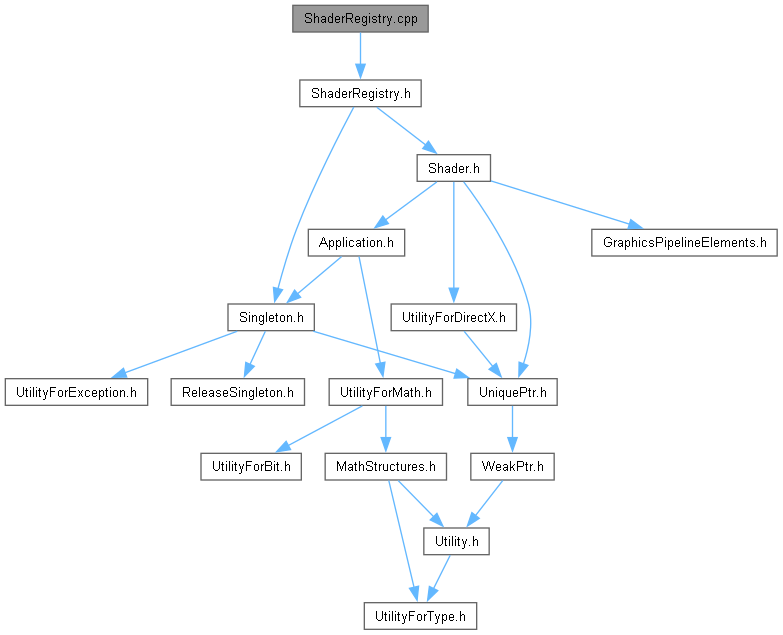 ShaderRegistry.cpp
ShaderRegistry.h
Shader.h
Application.h
GraphicsPipelineElements.h
Singleton.h
UtilityForDirectX.h
UtilityForException.h
ReleaseSingleton.h
UtilityForMath.h
UniquePtr.h
UtilityForBit.h
MathStructures.h
WeakPtr.h
Utility.h
UtilityForType.h